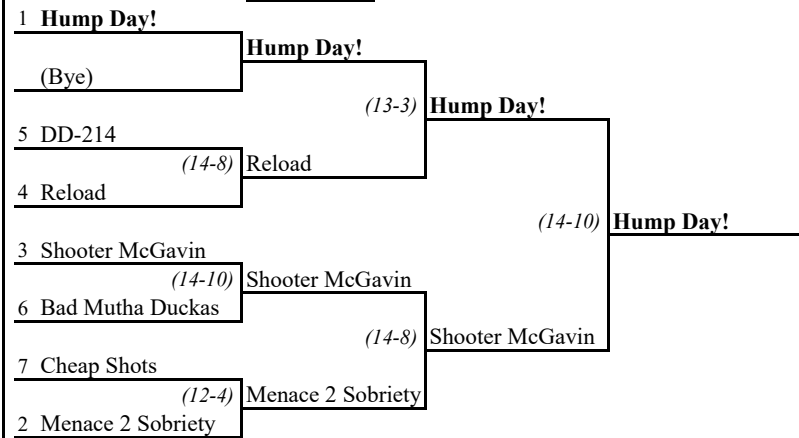 1 Hump Day!
Hump Day!
(Bye)
(13-3) Hump Day!
5 DD-214
(14-8) Reload
4 Reload
(14-10) Hump Day!
3 Shooter McGavin
(14-10) Shooter McGavin
6 Bad Mutha Duckas
(14-8) Shooter McGavin
7 Cheap Shots
(12-4) Menace 2 Sobriety
2 Menace 2 Sobriety